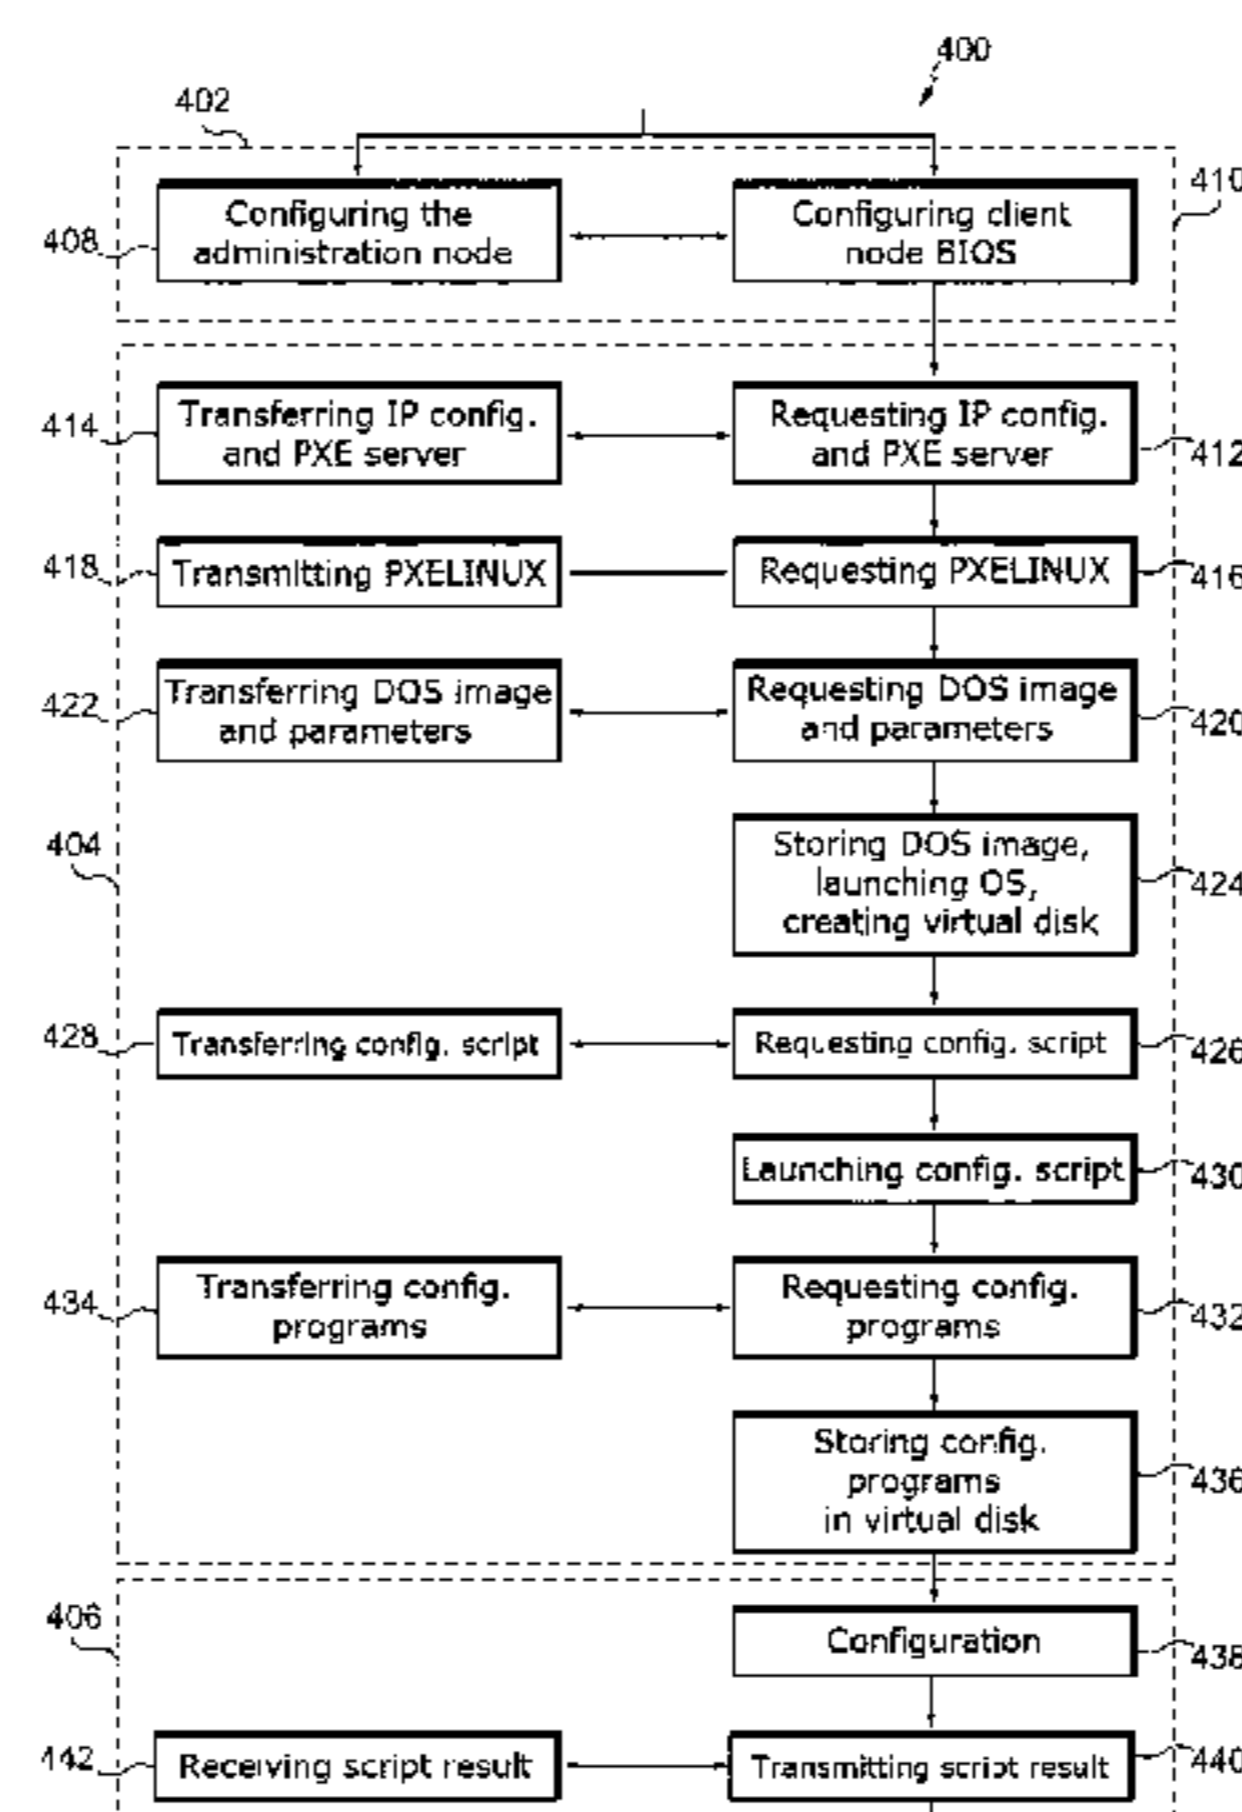 400
402
Configuring the
administration node
408
Configuring client
node BIOS
410
Transferring IP config.
and PXE server
414
Requesting IP config.
and PXE server
412
Transmitting PXELINUX
418
Requesting PXELINUX
416
Transferring DOS image
and parameters
422
Requesting DOS image
and parameters
420
404
Storing DOS image,
launching OS,
creating virtual disk
424
Transferring config. script
428
Requesting config. script
426
Launching config. script
430
Transferring config.
programs
434
Requesting config.
programs
432
Storing config.
programs
in virtual disk
436
406
Configuration
438
Receiving script result
442
Transmitting script result
440